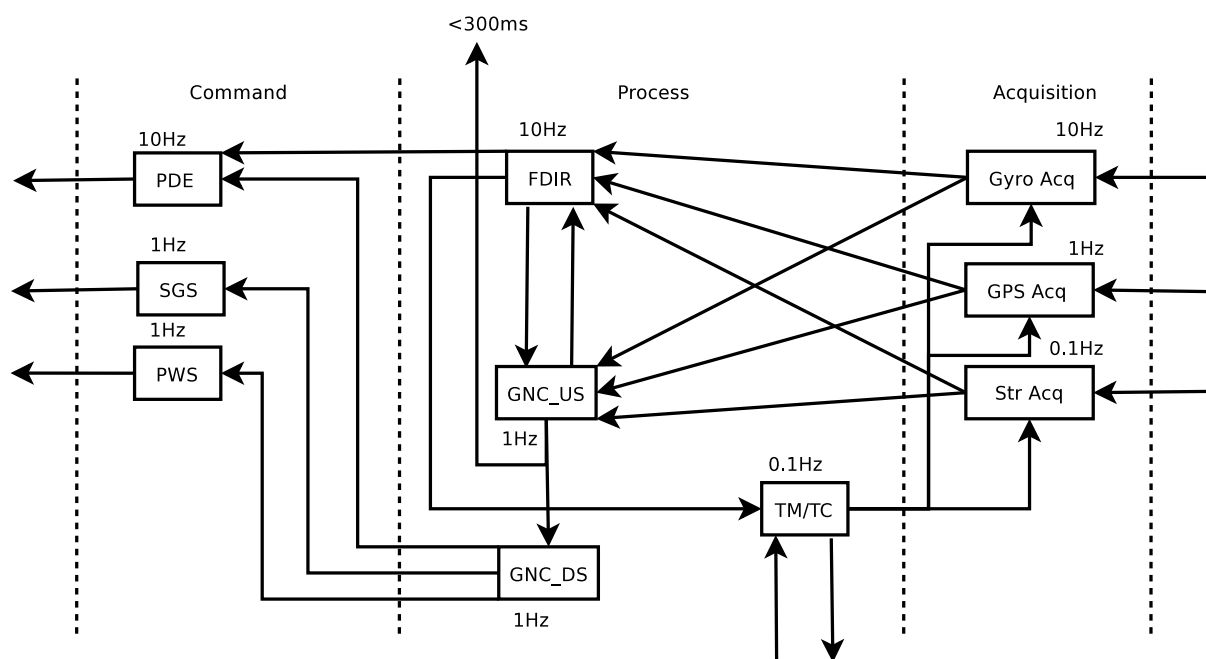 <300ms
Command
Process
Acquisition
10Hz
10Hz
10Hz
PDE
FDIR
Gyro Acq
1Hz
1Hz
SGS
GPS Acq
1Hz
0.1Hz
PWS
GNC_US
Str Acq
1Hz
0.1Hz
TM/TC
GNC_DS
1Hz